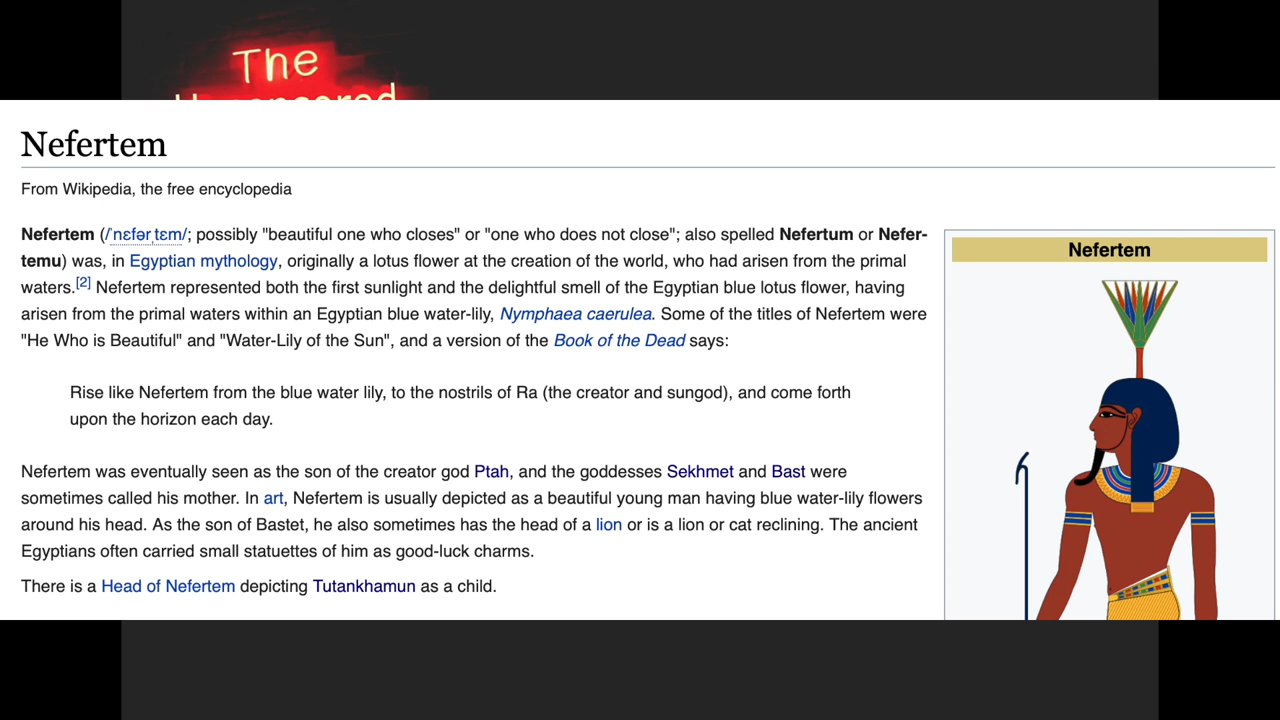 The
Nefertem
From Wikipedia, the free encyclopedia
Nefertem (/ˈnɛfərˌtɛm/; possibly "beautiful one who closes" or "one who does not close"; also spelled Nefertum or Nefer-
temu) was, in Egyptian mythology, originally a lotus flower at the creation of the world, who had arisen from the primal
waters.[2] Nefertem represented both the first sunlight and the delightful smell of the Egyptian blue lotus flower, having
arisen from the primal waters within an Egyptian blue water-lily, Nymphaea caerulea. Some of the titles of Nefertem were
"He Who is Beautiful" and "Water-Lily of the Sun", and a version of the Book of the Dead says:
Rise like Nefertem from the blue water lily, to the nostrils of Ra (the creator and sungod), and come forth
upon the horizon each day.
Nefertem was eventually seen as the son of the creator god Ptah, and the goddesses Sekhmet and Bast were
sometimes called his mother. In art, Nefertem is usually depicted as a beautiful young man having blue water-lily flowers
around his head. As the son of Bastet, he also sometimes has the head of a lion or is a lion or cat reclining. The ancient
Egyptians often carried small statuettes of him as good-luck charms.
There is a Head of Nefertem depicting Tutankhamun as a child.
Nefertem